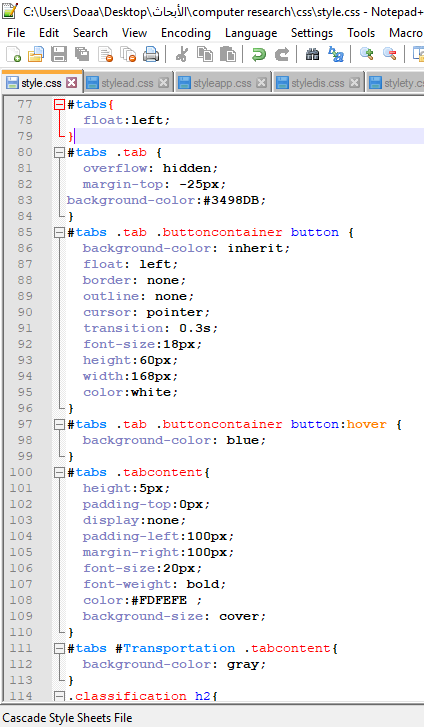 C:\Users\Doaa\Desktop\الأبحاث\computer research\css\style.css - Notepad+
File Edit Search View Encoding Language Settings Tools Macro
style.css stylead.css styleapp.css styledis.css stylety.cs
77 #tabs{
78 float:left;
79 }
80 #tabs .tab {
81 overflow: hidden;
82 margin-top: -25px;
83 background-color:#3498DB;
84 }
85 #tabs .tab .buttoncontainer button {
86 background-color: inherit;
87 float: left;
88 border: none;
89 outline: none;
90 cursor: pointer;
91 transition: 0.3s;
92 font-size:18px;
93 height:60px;
94 width:168px;
95 color:white;
96 }
97 #tabs .tab .buttoncontainer button:hover {
98 background-color: blue;
99 }
100 #tabs .tabcontent{
101 height:5px;
102 padding-top:0px;
103 display:none;
104 padding-left:100px;
105 margin-right:100px;
106 font-size:20px;
107 font-weight: bold;
108 color:#FDFEFE ;
109 background-size: cover;
110 }
111 #tabs #Transportation .tabcontent{
112 background-color: gray;
113 }
114 .classification h2{
Cascade Style Sheets File